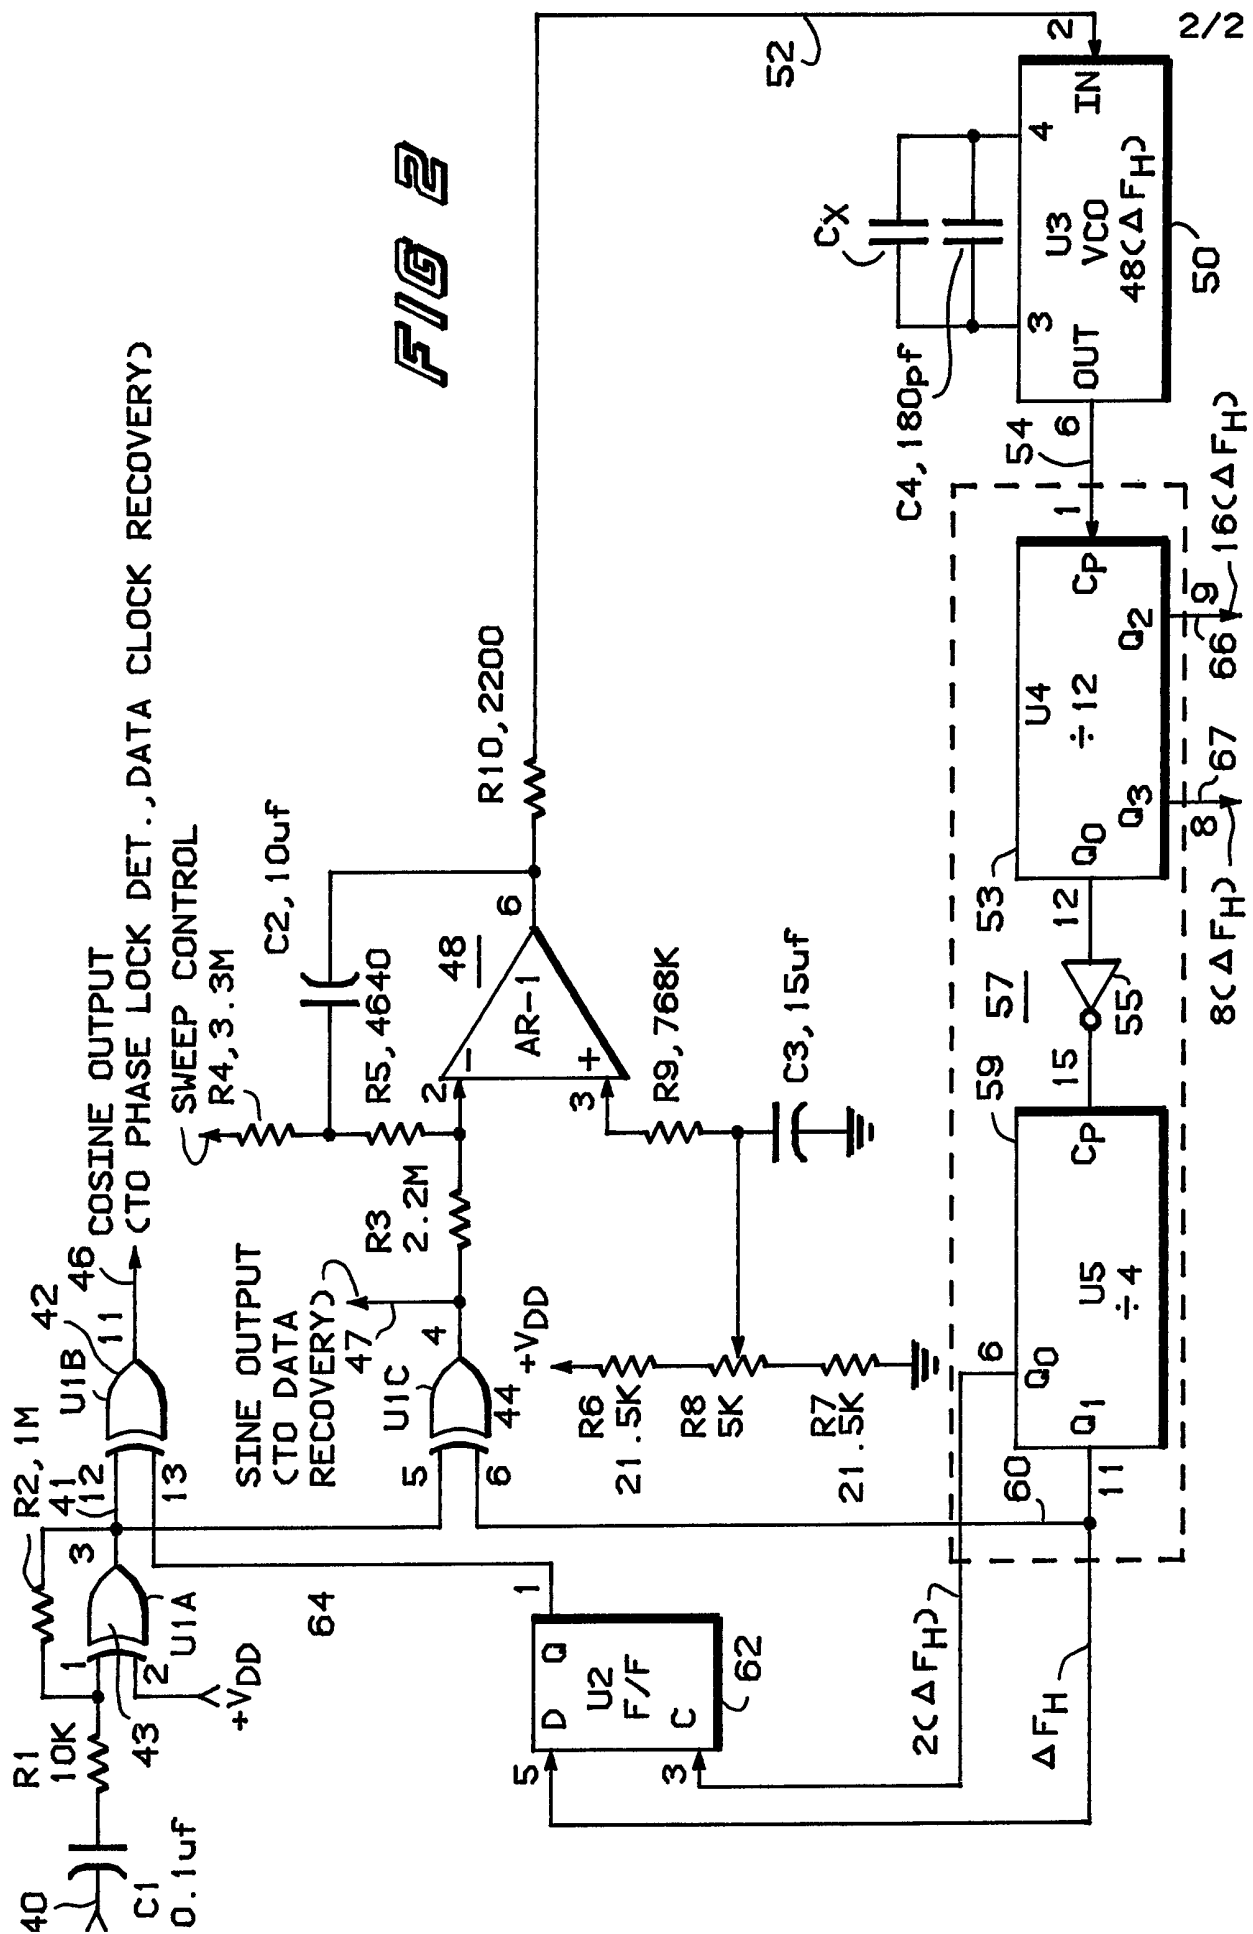 2/2
FIG 2
40
C1
0.1uf
R1
10K
43
1
2
+VDD
U1A
R2,1M
3
41
12
13
U1B
42
11
46
COSINE OUTPUT
(TO PHASE LOCK DET.,DATA CLOCK RECOVERY)
SWEEP CONTROL
R4,3.3M
C2,10uf
R5,4640
SINE OUTPUT
(TO DATA
RECOVERY)
47
U1C
5
6
4
44
R3
2.2M
2
−
3
+
AR-1
48
6
R10,2200
52
R9,768K
C3,15uf
+VDD
R6
21.5K
R8
5K
R7
21.5K
64
1
D
Q
U2
F/F
C
62
5
3
2(ΔFH)
ΔFH
60
6
Q0
Q1
11
U5
÷4
CP
59
15
57
55
12
53
U4
÷12
Q0
Q3
Q2
CP
1
8
67
8(ΔFH)
9
66
16(ΔFH)
54
6
C4,180pf
CX
3
4
2
OUT
IN
U3
VCO
48(ΔFH)
50